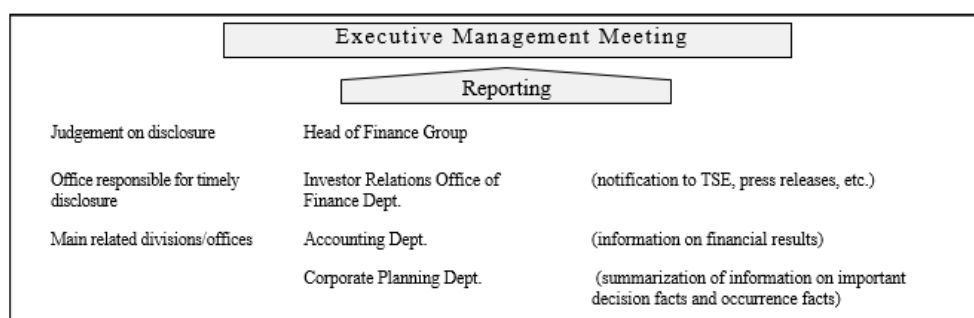 Executive Management Meeting
Reporting
Judgement on disclosure Head of Finance Group
Office responsible for timely Investor Relations Office of (notification to TSE, press releases, etc.)
disclosure Finance Dept.
Main related divisions/offices Accounting Dept. (information on financial results)
Corporate Planning Dept. (summarization of information on important
decision facts and occurrence facts)